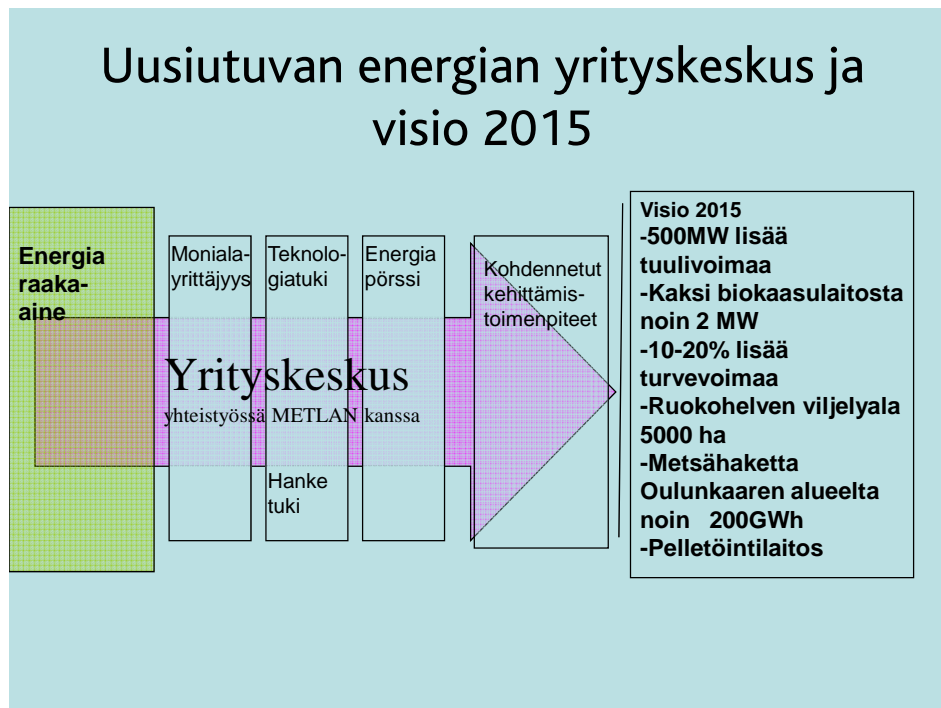 Uusiutuvan energian yrityskeskus ja
visio 2015
Energia
raaka-
aine
Moniala-
yrittäjyys
Teknolo-
giatuki
Energia
pörssi
Kohdennetut
kehittämis-
toimenpiteet
Yrityskeskus
yhteistyössä METLAN kanssa
Hanke
tuki
Visio 2015
-500MW lisää
tuulivoimaa
-Kaksi biokaasulaitosta
noin 2 MW
-10-20% lisää
turvevoimaa
-Ruokohelven viljelyala
5000 ha
-Metsähaketta
Oulunkaaren alueelta
noin 200GWh
-Pelletöintilaitos